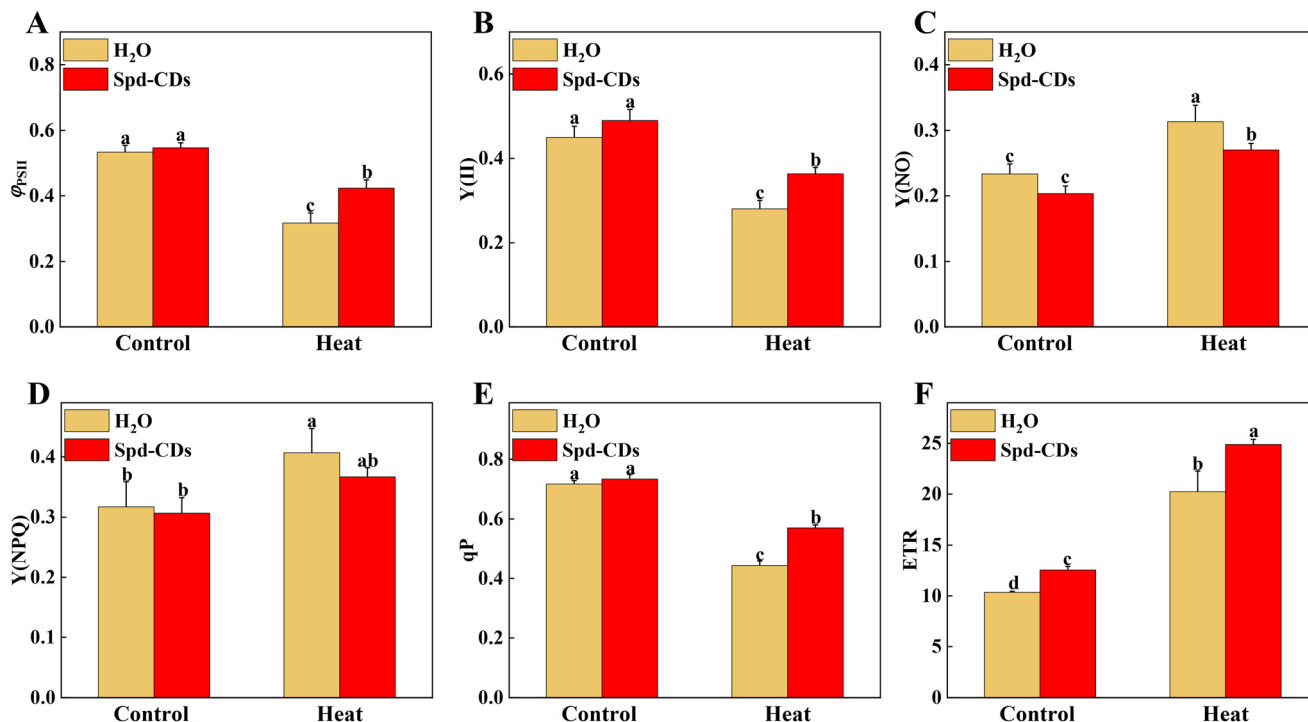 A
H₂O
Spd-CDs
0.8
0.6
0.4
0.2
0.0
φPSII
a
a
c
b
Control
Heat
B
H₂O
Spd-CDs
0.6
0.4
0.2
0.0
Y(II)
a
a
c
b
Control
Heat
C
H₂O
Spd-CDs
0.4
0.3
0.2
0.1
0.0
Y(NO)
c
c
a
b
Control
Heat
D
H₂O
Spd-CDs
0.4
0.3
0.2
0.1
0.0
Y(NPQ)
b
b
a
ab
Control
Heat
E
H₂O
Spd-CDs
0.8
0.6
0.4
0.2
0.0
qP
a
a
c
b
Control
Heat
F
H₂O
Spd-CDs
25
20
15
10
5
0
ETR
d
c
b
a
Control
Heat